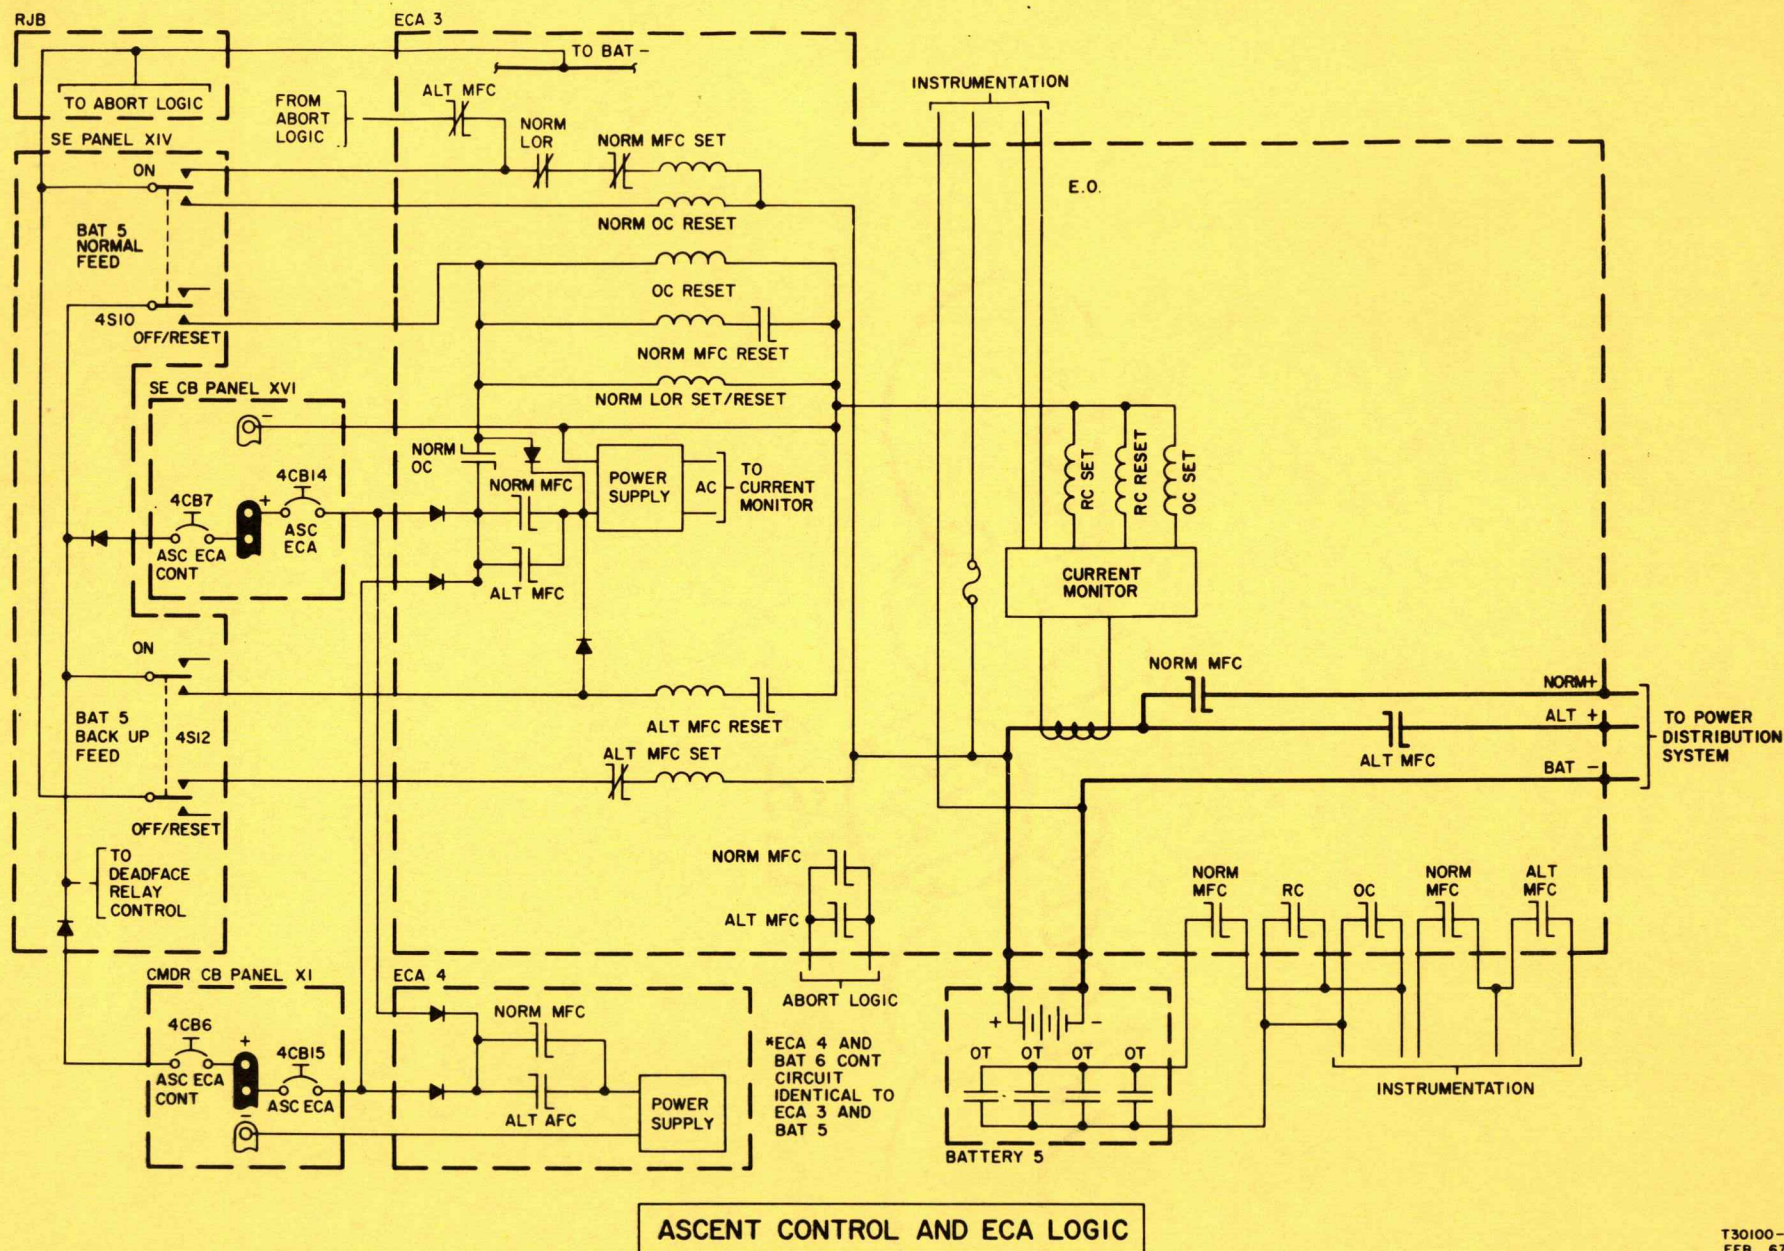 RJB
ECA 3
TO BAT -
TO ABORT LOGIC
FROM
ABORT
LOGIC
ALT MFC
NORM
LOR
NORM MFC SET
INSTRUMENTATION
SE PANEL XIV
ON
E.O.
NORM OC RESET
BAT 5
NORMAL
FEED
OC RESET
4S10
OFF/RESET
NORM MFC RESET
SE CB PANEL XVI
NORM LOR SET/RESET
-
NORM
OC
NORM MFC
POWER
SUPPLY
AC
TO
CURRENT
MONITOR
RC SET
RC RESET
OC SET
4CB7
+
4CB14
ASC ECA
CONT
ASC
ECA
ALT MFC
CURRENT
MONITOR
ON
NORM MFC
NORM+
BAT 5
BACK UP
FEED
4S12
ALT MFC RESET
ALT +
TO POWER
DISTRIBUTION
SYSTEM
ALT MFC SET
ALT MFC
BAT -
OFF/RESET
TO
DEADFACE
RELAY
CONTROL
NORM MFC
ALT MFC
NORM
MFC
RC
OC
NORM
MFC
ALT
MFC
CMDR CB PANEL XI
ECA 4
ABORT LOGIC
NORM MFC
+
-
4CB6
+
4CB15
ASC ECA
CONT
ASC ECA
-
ALT AFC
POWER
SUPPLY
*ECA 4 AND
BAT 6 CONT
CIRCUIT
IDENTICAL TO
ECA 3 AND
BAT 5
OT OT OT OT
INSTRUMENTATION
BATTERY 5
ASCENT CONTROL AND ECA LOGIC
T30100-
FEB 67